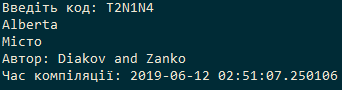 Введіть код: T2N1N4
Alberta
Місто
Автор: Diakov and Zanko
Час компіляції: 2019-06-12 02:51:07.250106